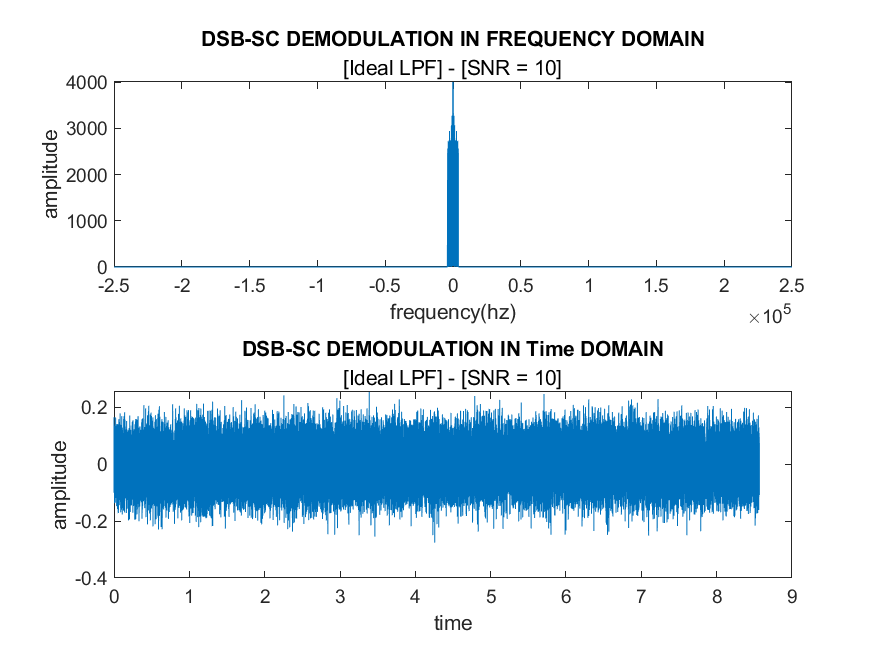 DSB-SC DEMODULATION IN FREQUENCY DOMAIN
[Ideal LPF] - [SNR = 10]
4000
3000
2000
1000
0
amplitude
-2.5 -2 -1.5 -1 -0.5 0 0.5 1 1.5 2 2.5
frequency(hz)
×10^5
DSB-SC DEMODULATION IN Time DOMAIN
[Ideal LPF] - [SNR = 10]
0.2
0
-0.2
-0.4
amplitude
0 1 2 3 4 5 6 7 8 9
time